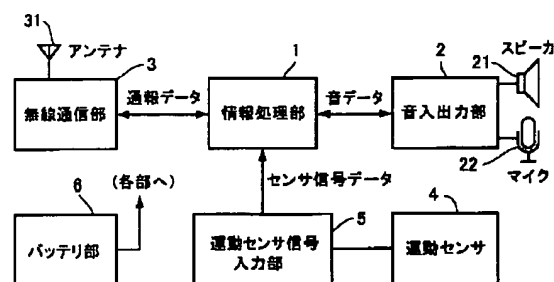 31
アンテナ
3
1
2
21
スピーカ
無線通信部
通報データ
情報処理部
音データ
音入出力部
22
マイク
(各部へ)
センサ信号データ
6
5
4
バッテリ部
運動センサ信号
入力部
運動センサ